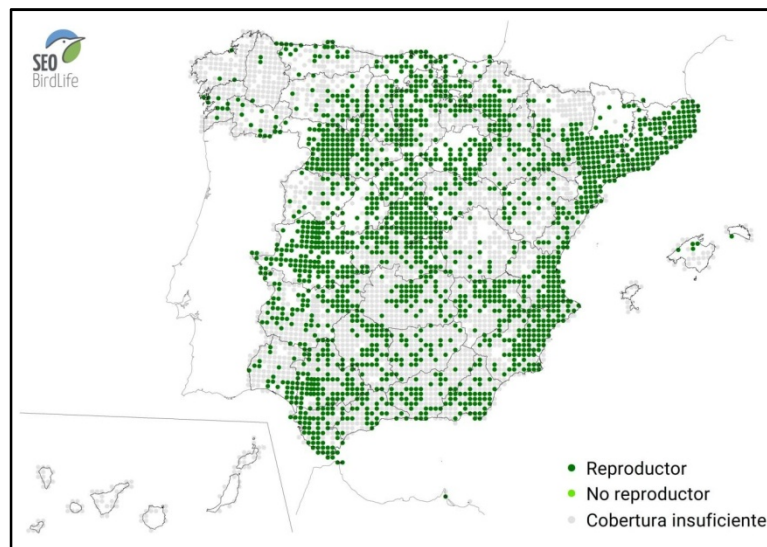 SEO
BirdLife
Reproductor
No reproductor
Cobertura insuficiente